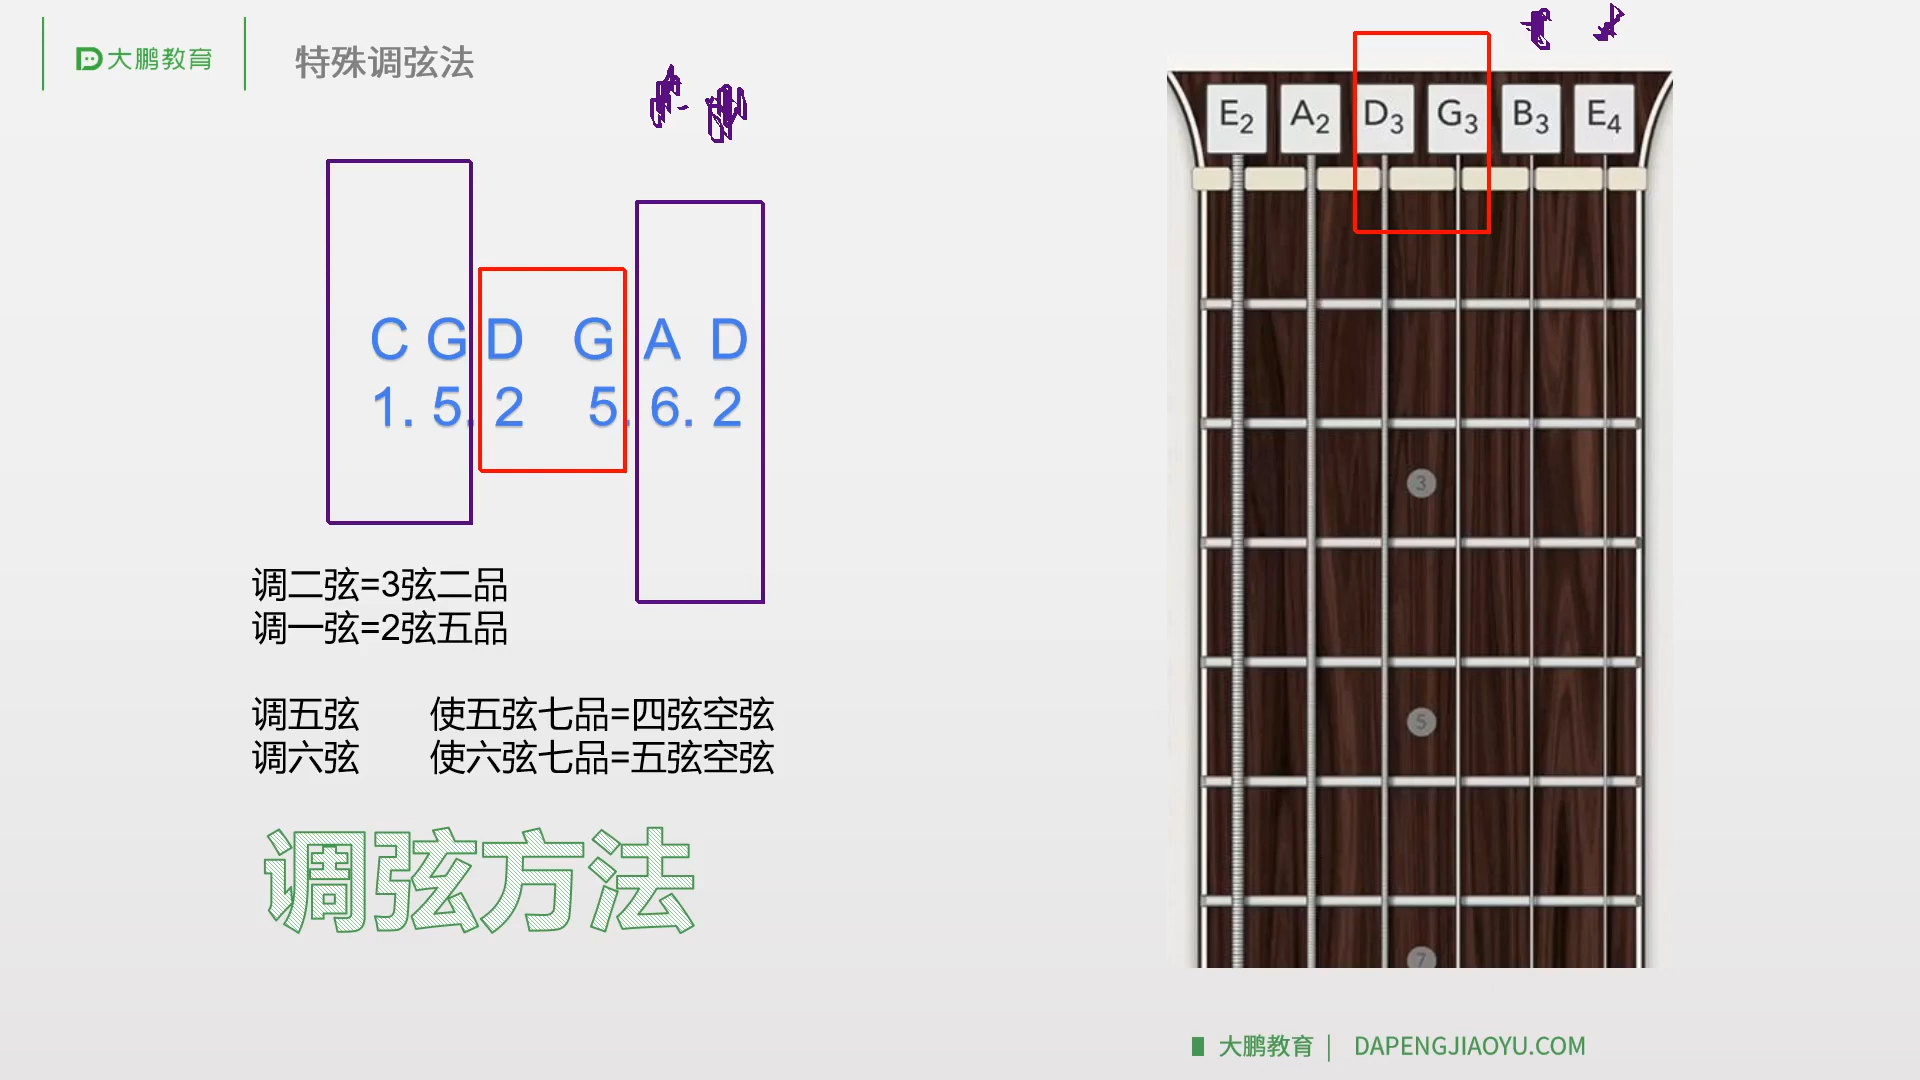 大鹏教育
特殊调弦法
E2 A2 D3 G3 B3 E4
C G D G A D
1. 5. 2 5. 6. 2
调二弦=3弦二品
调一弦=2弦五品
调五弦 使五弦七品=四弦空弦
调六弦 使六弦七品=五弦空弦
调弦方法
3
5
7
大鹏教育 | DAPENGJIAOYU.COM